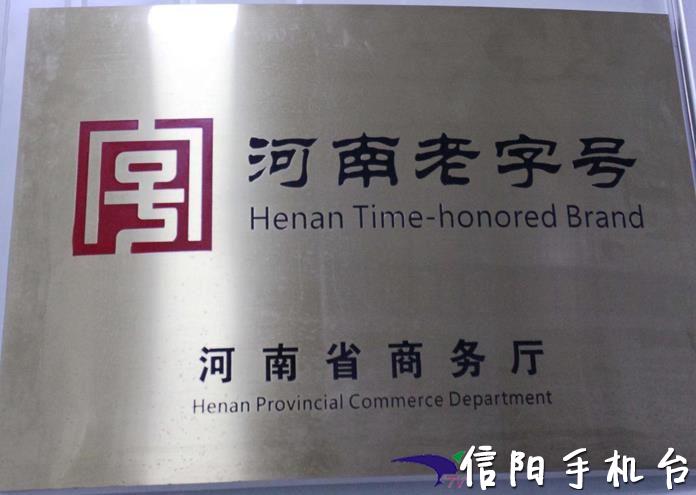 河南老字号
Henan Time-honored Brand
河南省商务厅
Henan Provincial Commerce Department
信阳手机台